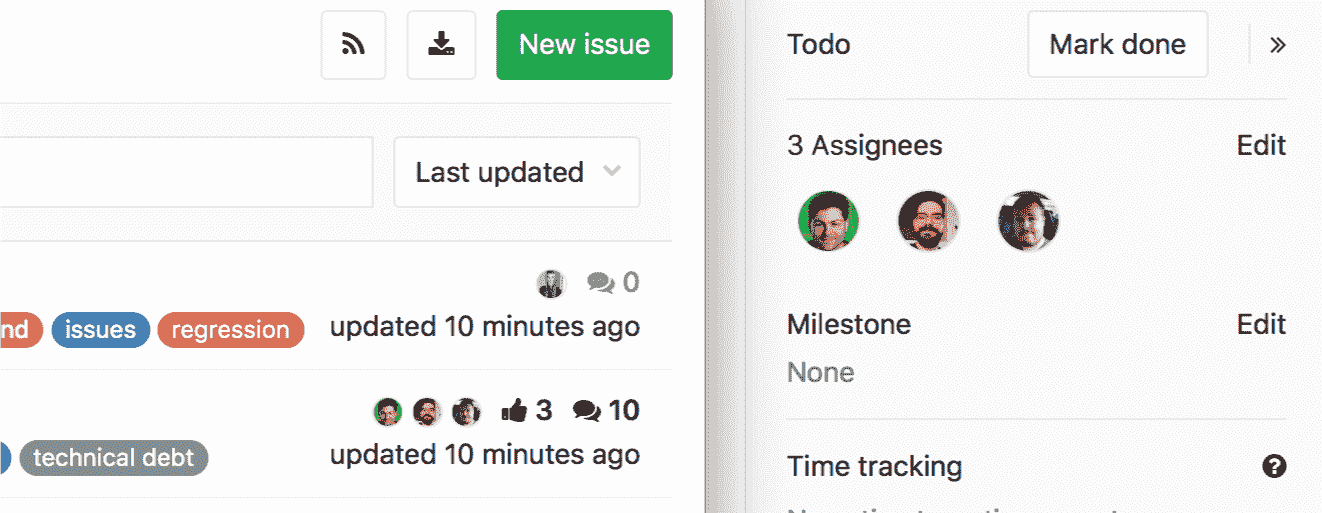 New issue
Last updated
0
nd issues regression updated 10 minutes ago
3 10
technical debt updated 10 minutes ago
Todo Mark done
3 Assignees Edit
Milestone Edit
None
Time tracking